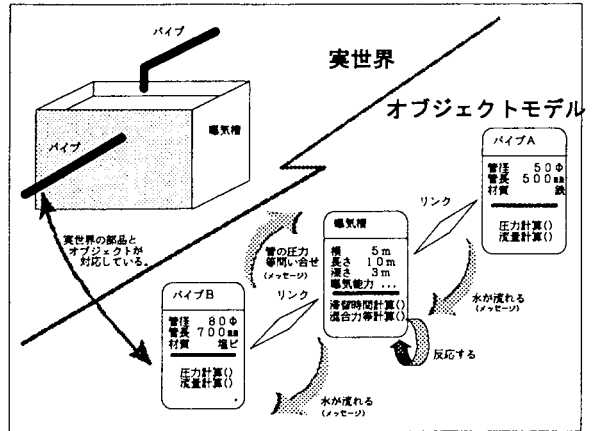 パイプ
実世界
オブジェクトモデル
曝気槽
パイプ
パイプA
管径 50Φ
管長 500mm
材質 鉄
圧力計算()
流量計算()
リンク
実世界の部品と
オブジェクトが
対応している。
管の圧力
等問い合せ
(メッセージ)
曝気槽
横 5m
長さ 10m
深さ 3m
曝気能力 ...
滞留時間計算()
混合力等計算()
水が流れる
(メッセージ)
リンク
パイプB
管径 80Φ
管長 700mm
材質 塩ビ
圧力計算()
流量計算()
反応する
水が流れる
(メッセージ)